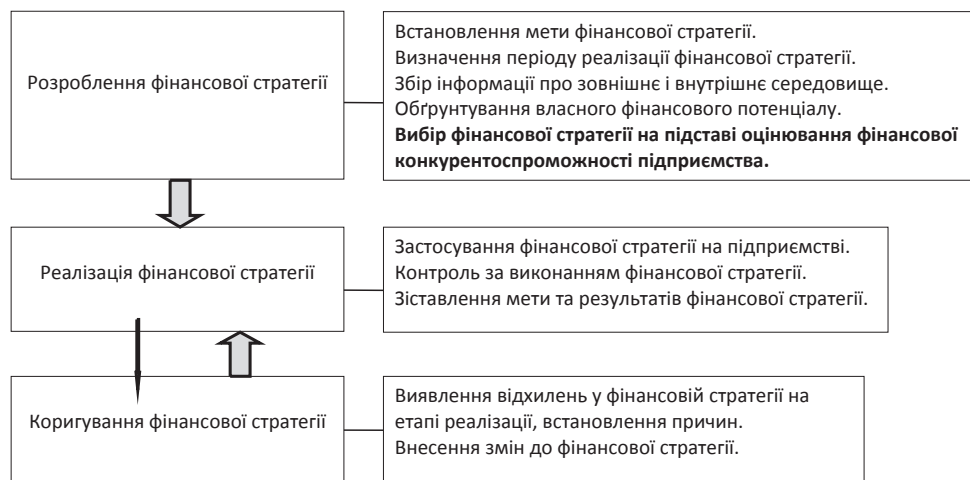 Розроблення фінансової стратегії
Встановлення мети фінансової стратегії.
Визначення періоду реалізації фінансової стратегії.
Збір інформації про зовнішнє і внутрішнє середовище.
Обґрунтування власного фінансового потенціалу.
Вибір фінансової стратегії на підставі оцінювання фінансової
конкурентоспроможності підприємства.
Реалізація фінансової стратегії
Застосування фінансової стратегії на підприємстві.
Контроль за виконанням фінансової стратегії.
Зіставлення мети та результатів фінансової стратегії.
Коригування фінансової стратегії
Виявлення відхилень у фінансовій стратегії на
етапі реалізації, встановлення причин.
Внесення змін до фінансової стратегії.